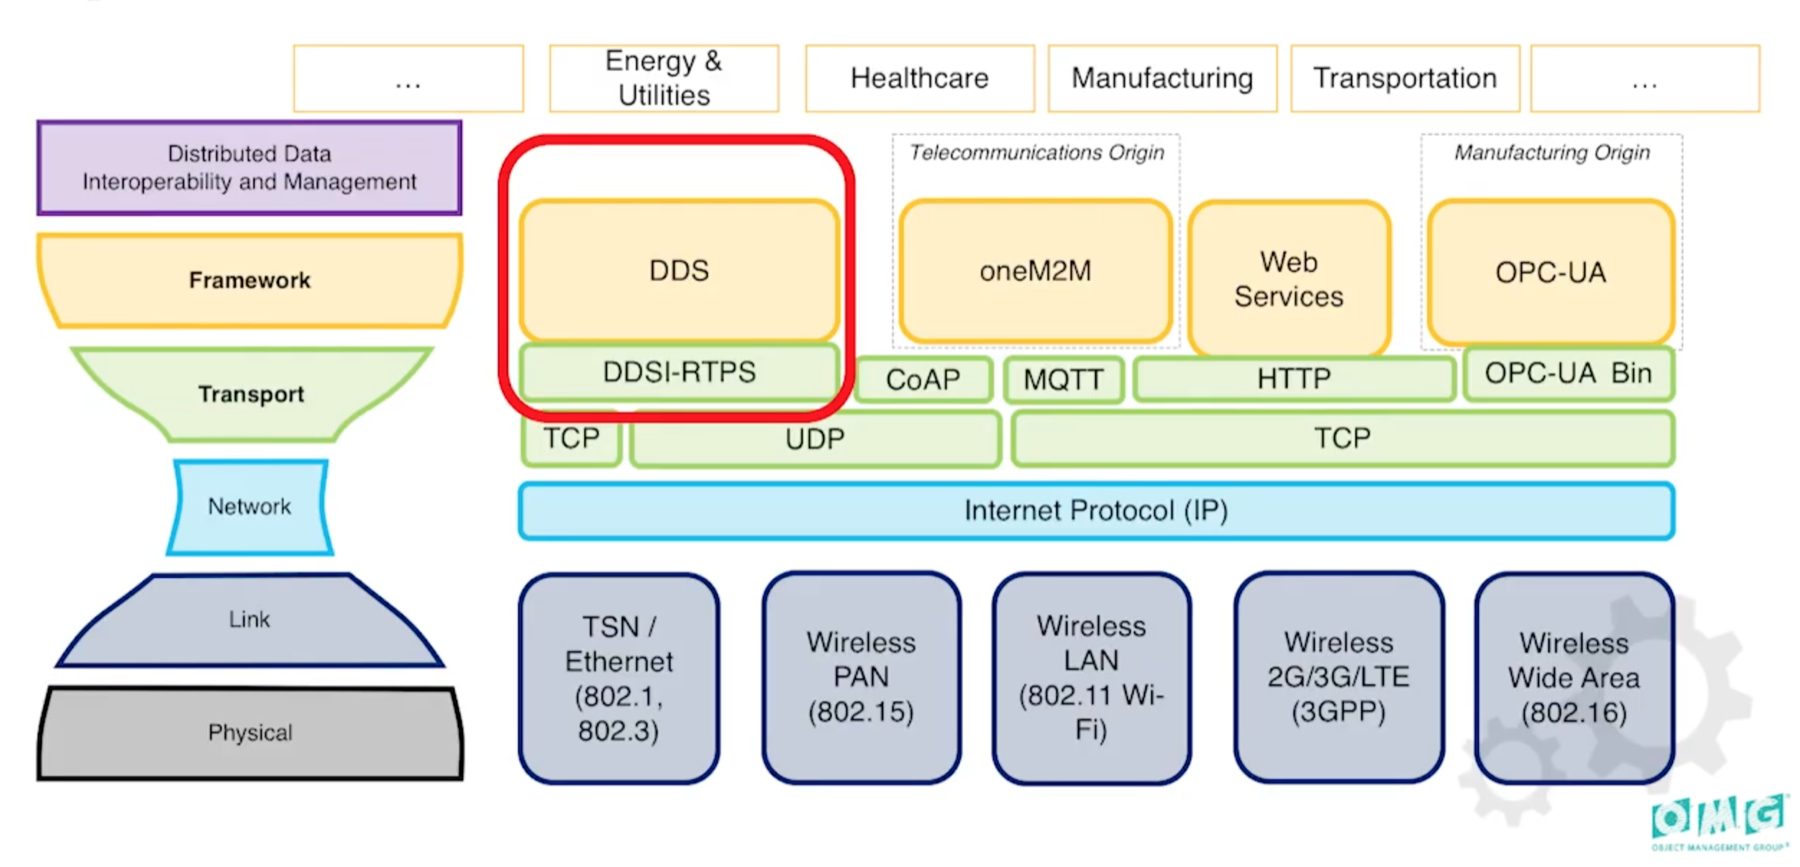 ...
Energy &
Utilities
Healthcare
Manufacturing
Transportation
...
Distributed Data
Interoperability and Management
Telecommunications Origin
Manufacturing Origin
Framework
DDS
oneM2M
Web
Services
OPC-UA
Transport
DDSI-RTPS
CoAP
MQTT
HTTP
OPC-UA Bin
TCP
UDP
TCP
Network
Internet Protocol (IP)
Link
Physical
TSN /
Ethernet
(802.1,
802.3)
Wireless
PAN
(802.15)
Wireless
LAN
(802.11 Wi-
Fi)
Wireless
2G/3G/LTE
(3GPP)
Wireless
Wide Area
(802.16)
OMG
OBJECT MANAGEMENT GROUP®